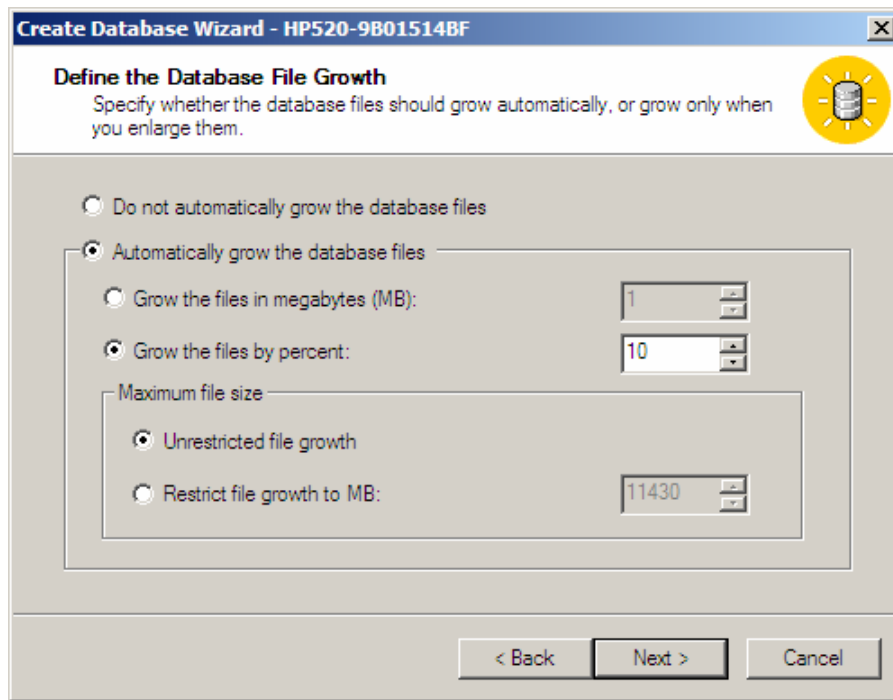 Create Database Wizard - HP520-9B01514BF
Define the Database File Growth
Specify whether the database files should grow automatically, or grow only when
you enlarge them.
Do not automatically grow the database files
Automatically grow the database files
Grow the files in megabytes (MB):
1
Grow the files by percent:
10
Maximum file size
Unrestricted file growth
Restrict file growth to MB:
11430
< Back
Next >
Cancel